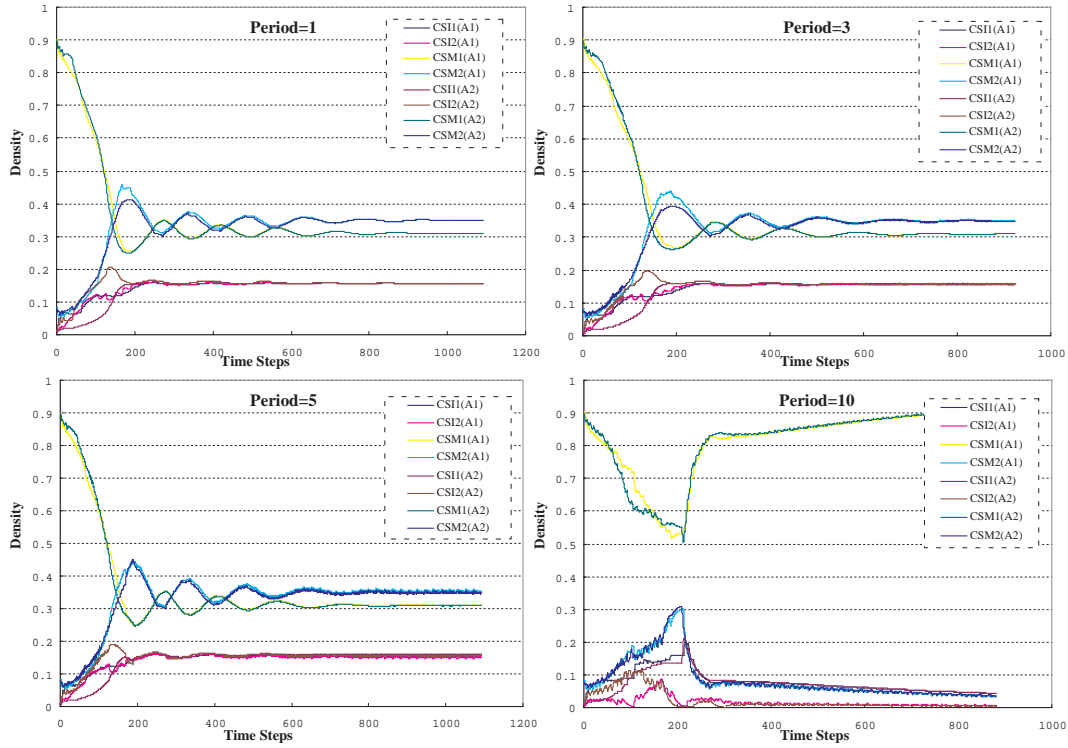 Period=1
1
0.9
0.8
0.7
0.6
0.5
0.4
0.3
0.2
0.1
0
Density
0
200
400
600
800
1000
1200
Time Steps
CSI1(A1)
CSI2(A1)
CSM1(A1)
CSM2(A1)
CSI1(A2)
CSI2(A2)
CSM1(A2)
CSM2(A2)
Period=3
1
0.9
0.8
0.7
0.6
0.5
0.4
0.3
0.2
0.1
0
Density
0
200
400
600
800
1000
Time Steps
CSI1(A1)
CSI2(A1)
CSM1(A1)
CSM2(A1)
CSI1(A2)
CSI2(A2)
CSM1(A2)
CSM2(A2)
Period=5
1
0.9
0.8
0.7
0.6
0.5
0.4
0.3
0.2
0.1
0
Density
0
200
400
600
800
1000
1200
Time Steps
CSI1(A1)
CSI2(A1)
CSM1(A1)
CSM2(A1)
CSI1(A2)
CSI2(A2)
CSM1(A2)
CSM2(A2)
Period=10
1
0.9
0.8
0.7
0.6
0.5
0.4
0.3
0.2
0.1
0
Density
0
200
400
600
800
1000
Time Steps
CSI1(A1)
CSI2(A1)
CSM1(A1)
CSM2(A1)
CSI1(A2)
CSI2(A2)
CSM1(A2)
CSM2(A2)